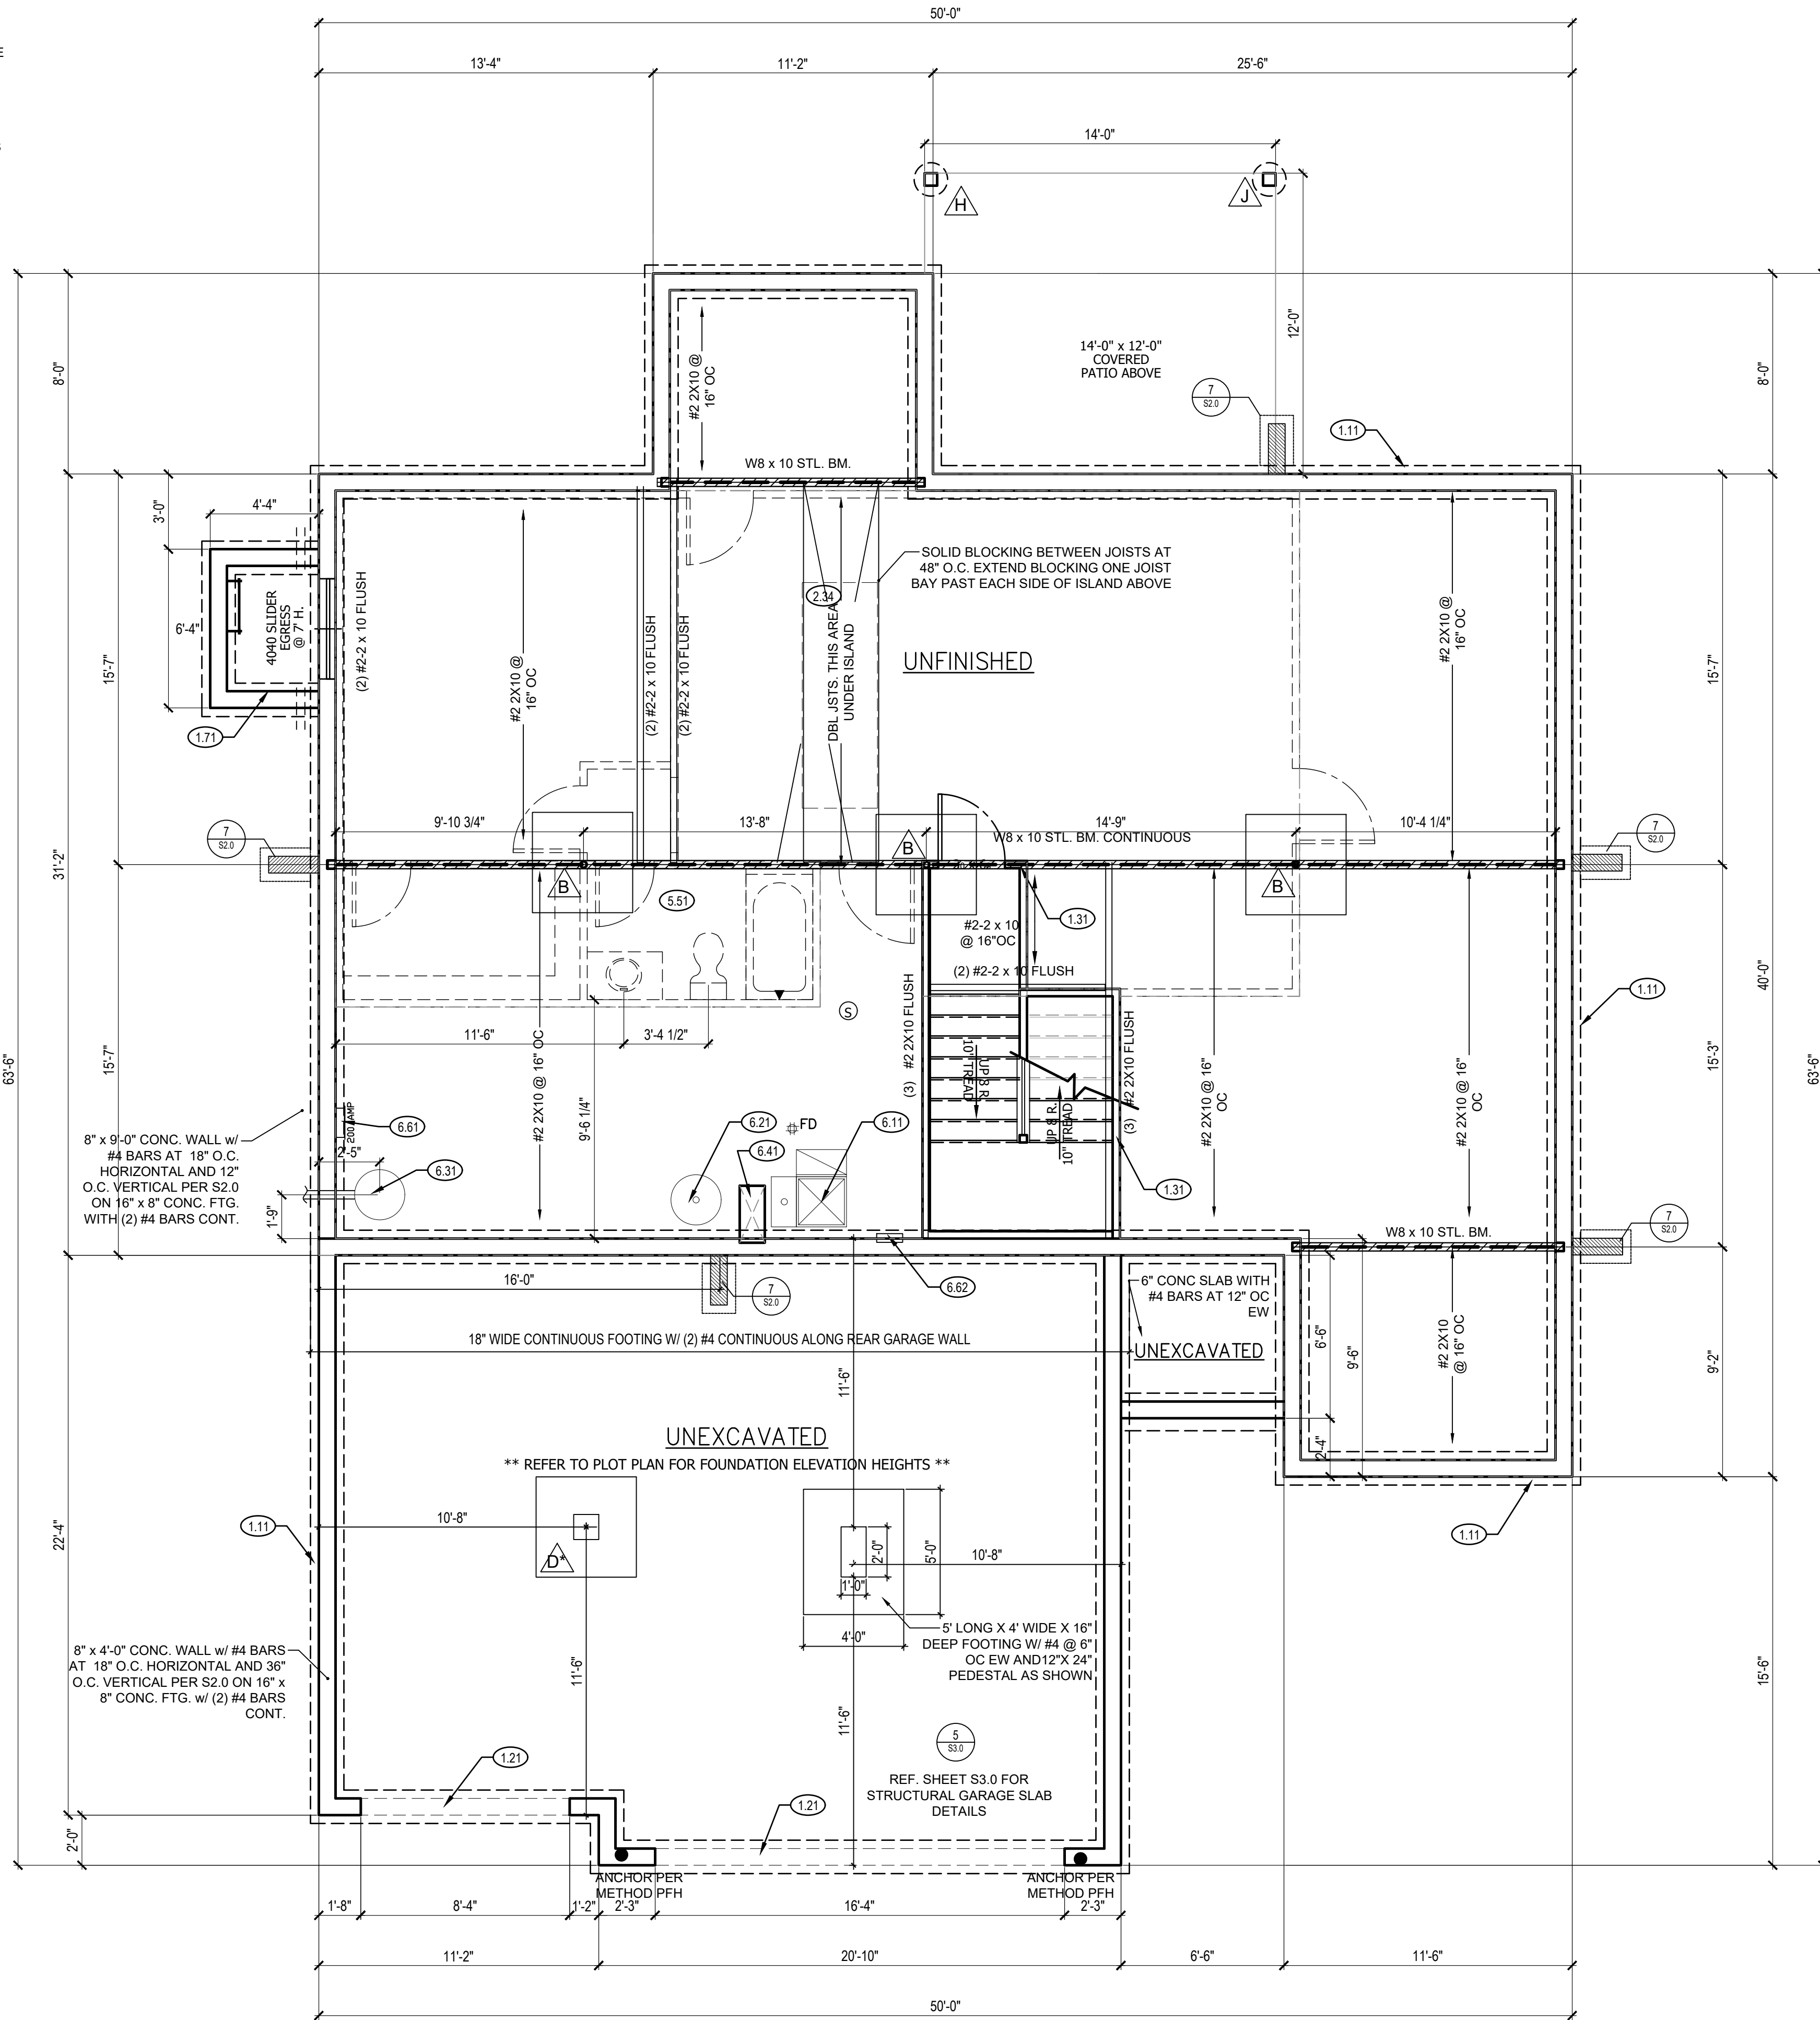 50'-0"
13'-4"
11'-2"
25'-6"
14'-0"
H
J
12'-0"
14'-0" x 12'-0"
COVERED
PATIO ABOVE
7
S2.0
1.11
8'-0"
8'-0"
#2 2X10 @
16" OC
W8 x 10 STL. BM.
3'-0"
4'-4"
6'-4"
4040 SLIDER
EGRESS
@ 7' H.
(2) #2-2 x 10 FLUSH
1.71
15'-7"
31'-2"
63'-6"
#2 2X10 @
16" OC
(2) #2-2 x 10 FLUSH
(2) #2-2 x 10 FLUSH
2.34
DBL JSTS. THIS AREA
UNDER ISLAND
SOLID BLOCKING BETWEEN JOISTS AT
48" O.C. EXTEND BLOCKING ONE JOIST
BAY PAST EACH SIDE OF ISLAND ABOVE
UNFINISHED
#2 2X10 @
16" OC
15'-7"
40'-0"
63'-6"
7
S2.0
9'-10 3/4"
13'-8"
14'-9"
10'-4 1/4"
W8 x 10 STL. BM. CONTINUOUS
7
S2.0
B
B
B
5.51
1.31
#2-2 x 10
@ 16"OC
(2) #2-2 x 10 FLUSH
S
11'-6"
3'-4 1/2"
15'-7"
#2 2X10 @ 16" OC
9'-6 1/4"
(3) #2 2X10 FLUSH
UP 8 R.
10" TREAD
UP 8 R.
10" TREAD
(3) #2 2X10 FLUSH
#2 2X10 @ 16"
OC
#2 2X10 @ 16"
OC
1.11
15'-3"
200 AMP
6.61
8" x 9'-0" CONC. WALL w/
#4 BARS AT 18" O.C.
HORIZONTAL AND 12"
O.C. VERTICAL PER S2.0
ON 16" x 8" CONC. FTG.
WITH (2) #4 BARS CONT.
2'-5"
6.31
1'-9"
6.21
FD
6.41
6.11
1.31
W8 x 10 STL. BM.
7
S2.0
16'-0"
7
S2.0
6.62
6" CONC SLAB WITH
#4 BARS AT 12" OC
EW
UNEXCAVATED
18" WIDE CONTINUOUS FOOTING W/ (2) #4 CONTINUOUS ALONG REAR GARAGE WALL
11'-6"
6'-6"
9'-6"
2'-4"
#2 2X10
@ 16" OC
9'-2"
UNEXCAVATED
** REFER TO PLOT PLAN FOR FOUNDATION ELEVATION HEIGHTS **
22'-4"
1.11
10'-8"
D*
2'-0"
5'-0"
1'-0"
4'-0"
10'-8"
1.11
5' LONG X 4' WIDE X 16"
DEEP FOOTING W/ #4 @ 6"
OC EW AND12"X 24"
PEDESTAL AS SHOWN
8" x 4'-0" CONC. WALL w/ #4 BARS
AT 18" O.C. HORIZONTAL AND 36"
O.C. VERTICAL PER S2.0 ON 16" x
8" CONC. FTG. w/ (2) #4 BARS
CONT.
11'-6"
11'-6"
15'-6"
5
S3.0
REF. SHEET S3.0 FOR
STRUCTURAL GARAGE SLAB
DETAILS
1.21
1.21
2'-0"
ANCHOR PER
METHOD PFH
ANCHOR PER
METHOD PFH
1'-8"
8'-4"
1'-2"
2'-3"
16'-4"
2'-3"
11'-2"
20'-10"
6'-6"
11'-6"
50'-0"